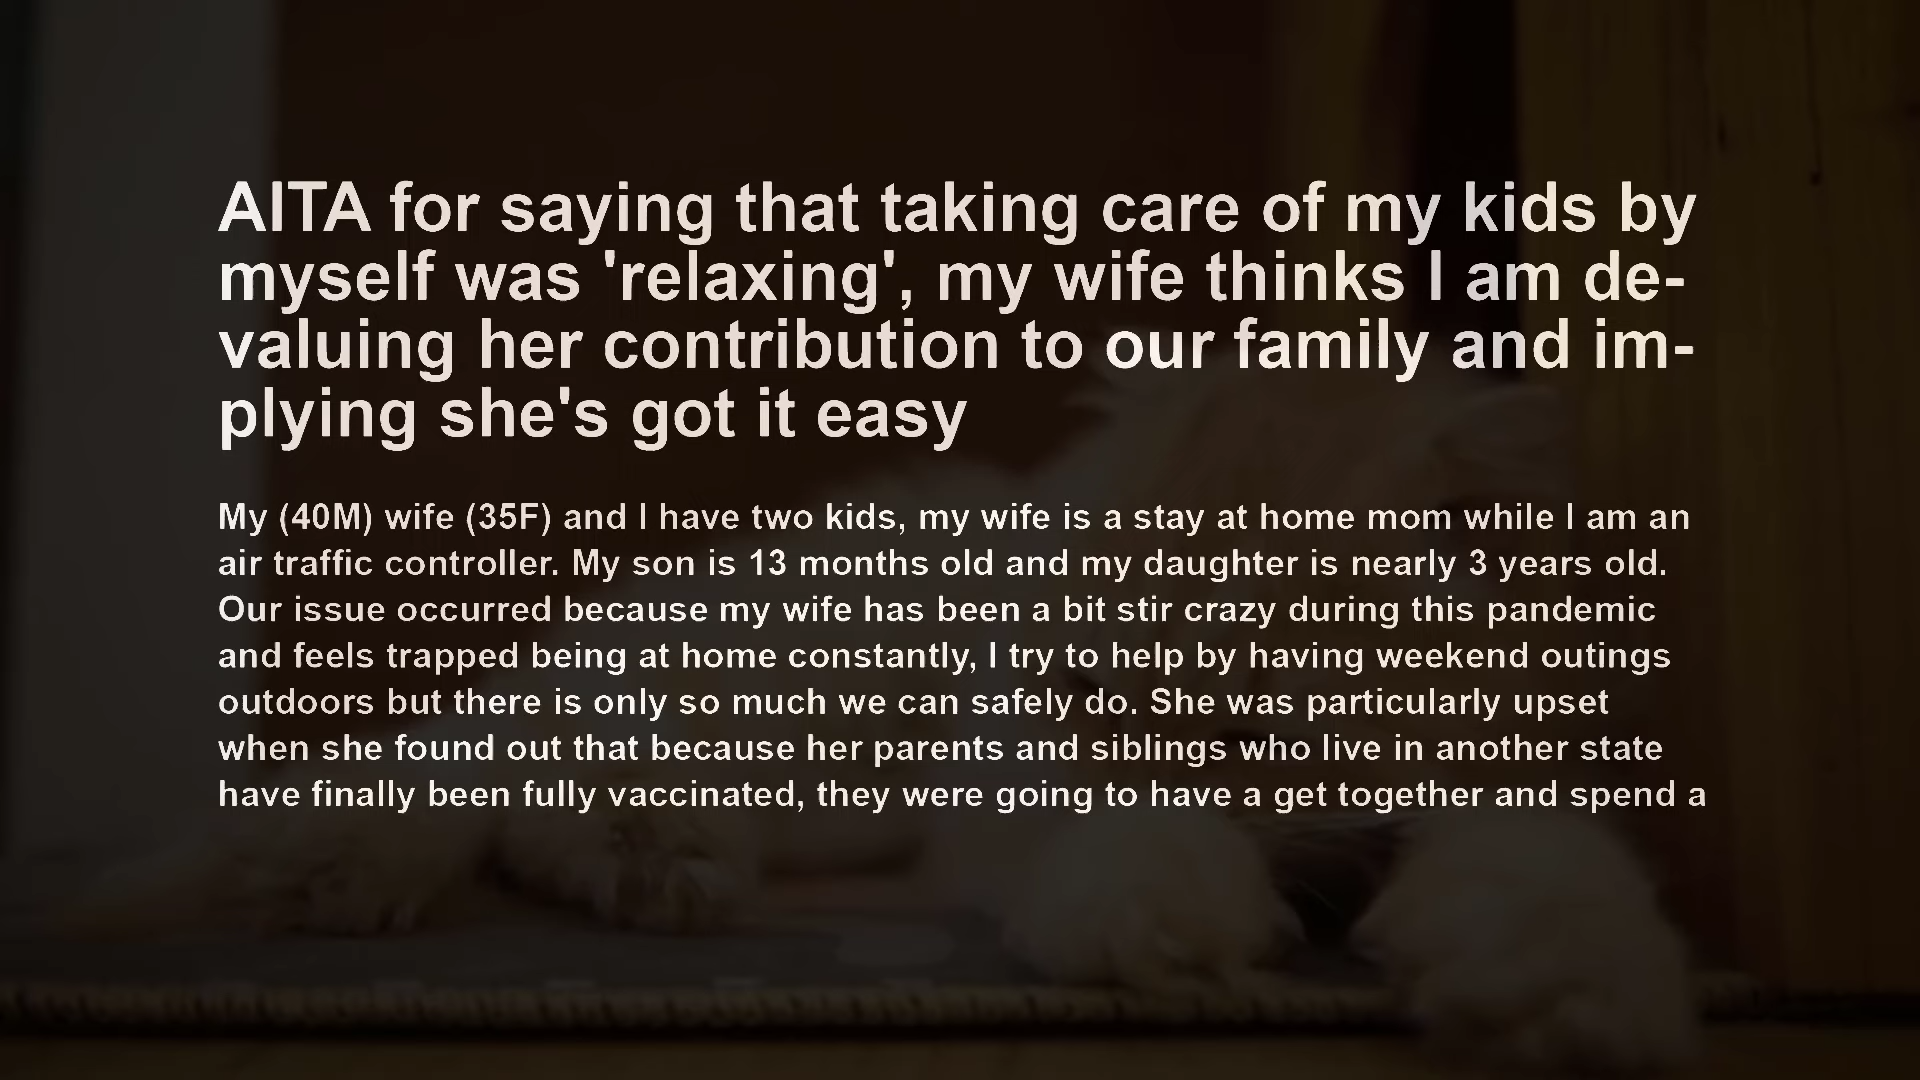 AITA for saying that taking care of my kids by
myself was 'relaxing', my wife thinks I am de-
valuing her contribution to our family and im-
plying she's got it easy
My (40M) wife (35F) and I have two kids, my wife is a stay at home mom while I am an
air traffic controller. My son is 13 months old and my daughter is nearly 3 years old.
Our issue occurred because my wife has been a bit stir crazy during this pandemic
and feels trapped being at home constantly, I try to help by having weekend outings
outdoors but there is only so much we can safely do. She was particularly upset
when she found out that because her parents and siblings who live in another state
have finally been fully vaccinated, they were going to have a get together and spend a